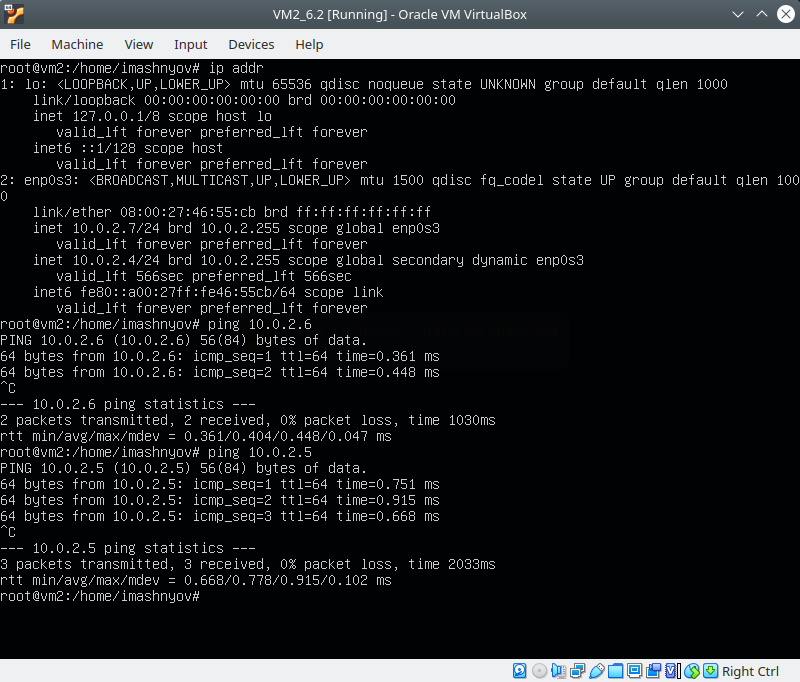 VM2_6.2 [Running] - Oracle VM VirtualBox
File Machine View Input Devices Help
root@vm2:/home/imashnyov# ip addr
1: lo: <LOOPBACK,UP,LOWER_UP> mtu 65536 qdisc noqueue state UNKNOWN group default qlen 1000
    link/loopback 00:00:00:00:00:00 brd 00:00:00:00:00:00
    inet 127.0.0.1/8 scope host lo
       valid_lft forever preferred_lft forever
    inet6 ::1/128 scope host
       valid_lft forever preferred_lft forever
2: enp0s3: <BROADCAST,MULTICAST,UP,LOWER_UP> mtu 1500 qdisc fq_codel state UP group default qlen 100
0
    link/ether 08:00:27:46:55:cb brd ff:ff:ff:ff:ff:ff
    inet 10.0.2.7/24 brd 10.0.2.255 scope global enp0s3
       valid_lft forever preferred_lft forever
    inet 10.0.2.4/24 brd 10.0.2.255 scope global secondary dynamic enp0s3
       valid_lft 566sec preferred_lft 566sec
    inet6 fe80::a00:27ff:fe46:55cb/64 scope link
       valid_lft forever preferred_lft forever
root@vm2:/home/imashnyov# ping 10.0.2.6
PING 10.0.2.6 (10.0.2.6) 56(84) bytes of data.
64 bytes from 10.0.2.6: icmp_seq=1 ttl=64 time=0.361 ms
64 bytes from 10.0.2.6: icmp_seq=2 ttl=64 time=0.448 ms
^C
--- 10.0.2.6 ping statistics ---
2 packets transmitted, 2 received, 0% packet loss, time 1030ms
rtt min/avg/max/mdev = 0.361/0.404/0.448/0.047 ms
root@vm2:/home/imashnyov# ping 10.0.2.5
PING 10.0.2.5 (10.0.2.5) 56(84) bytes of data.
64 bytes from 10.0.2.5: icmp_seq=1 ttl=64 time=0.751 ms
64 bytes from 10.0.2.5: icmp_seq=2 ttl=64 time=0.915 ms
64 bytes from 10.0.2.5: icmp_seq=3 ttl=64 time=0.668 ms
^C
--- 10.0.2.5 ping statistics ---
3 packets transmitted, 3 received, 0% packet loss, time 2033ms
rtt min/avg/max/mdev = 0.668/0.778/0.915/0.102 ms
root@vm2:/home/imashnyov#
Right Ctrl